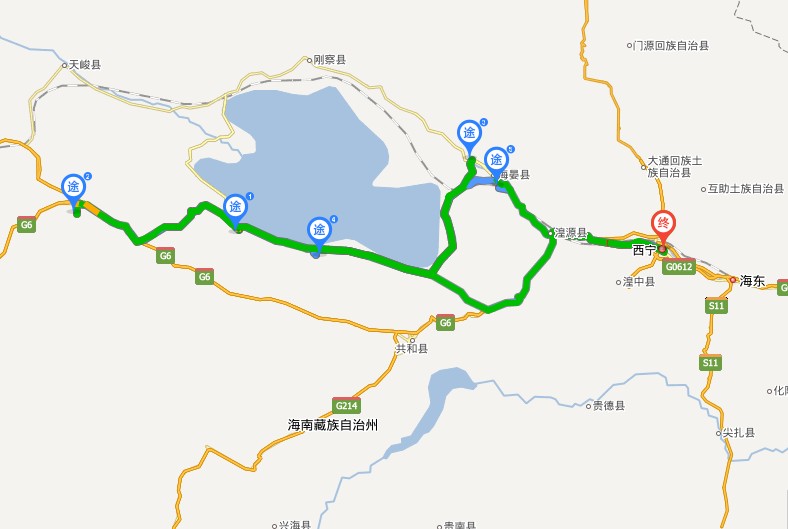 门源回族自治县
刚察县
天峻县
途 3
途 5
大通回族土
族自治县
海晏县
途 2
互助土族自治县
途
途 4
终
G6
湟源县
西宁
G6
G0612
G6
湟中县
海东
S11
G6
共和县
S11
G214
贵德县
海南藏族自治州
尖扎县
兴海县
贵南县